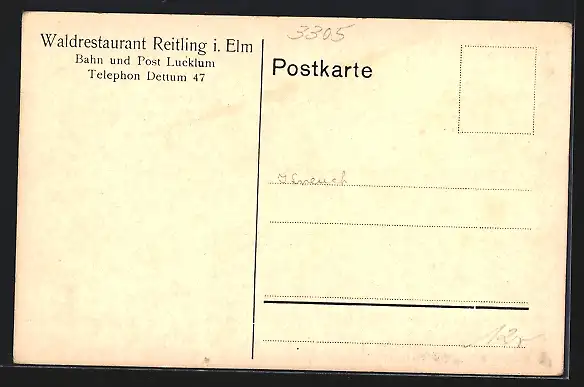 Waldrestaurant Reitling i. Elm
Bahn und Post Lucklum
Telephon Dettum 47
3305
Postkarte